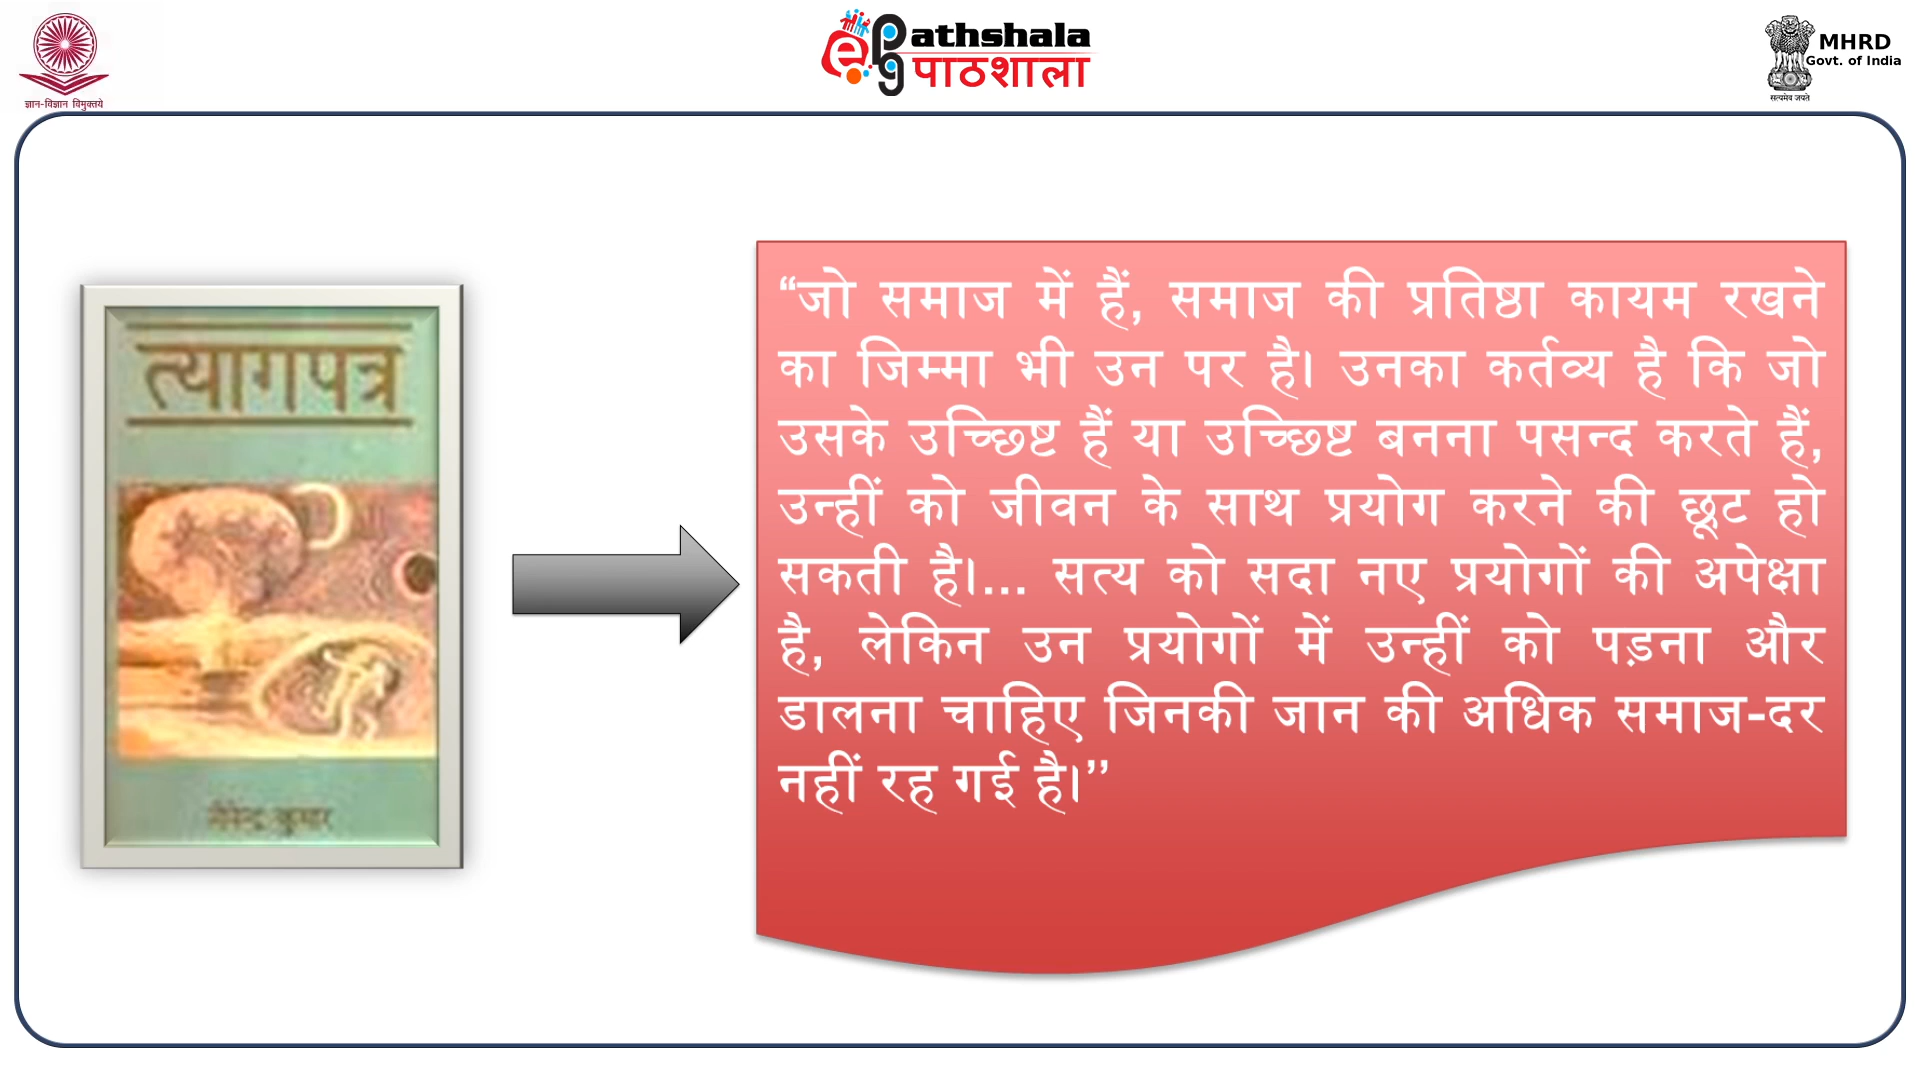 ज्ञान-विज्ञान विमुक्तये
ePathshala
पाठशाला
MHRD
Govt. of India
सत्यमेव जयते
त्यागपत्र
जैनेन्द्र कुमार
“जो समाज में हैं, समाज की प्रतिष्ठा कायम रखने
का जिम्मा भी उन पर है। उनका कर्तव्य है कि जो
उसके उच्छिष्ट हैं या उच्छिष्ट बनना पसन्द करते हैं,
उन्हीं को जीवन के साथ प्रयोग करने की छूट हो
सकती है।... सत्य को सदा नए प्रयोगों की अपेक्षा
है, लेकिन उन प्रयोगों में उन्हीं को पड़ना और
डालना चाहिए जिनकी जान की अधिक समाज-दर
नहीं रह गई है।’’